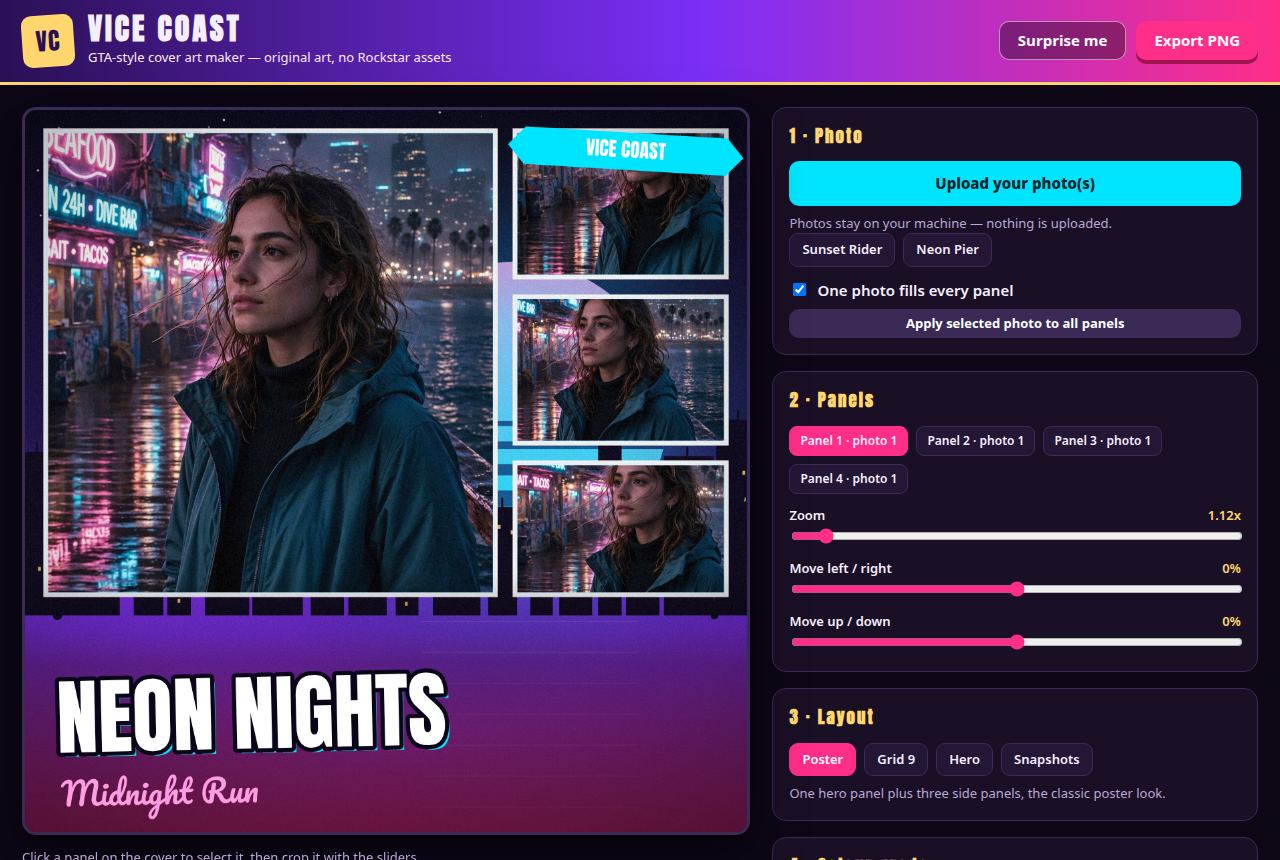 VC
VICE COAST
GTA-style cover art maker — original art, no Rockstar assets
Surprise me
Export PNG
SEAFOOD
N 24H • DIVE BAR
BAIT • TACOS
VICE COAST
IVE BAR
AIT • TACOS
NEON NIGHTS
Midnight Run
Click a panel on the cover to select it, then crop it with the sliders.
1 · Photo
Upload your photo(s)
Photos stay on your machine — nothing is uploaded.
Sunset Rider
Neon Pier
One photo fills every panel
Apply selected photo to all panels
2 · Panels
Panel 1 · photo 1
Panel 2 · photo 1
Panel 3 · photo 1
Panel 4 · photo 1
Zoom
1.12x
Move left / right
0%
Move up / down
0%
3 · Layout
Poster
Grid 9
Hero
Snapshots
One hero panel plus three side panels, the classic poster look.